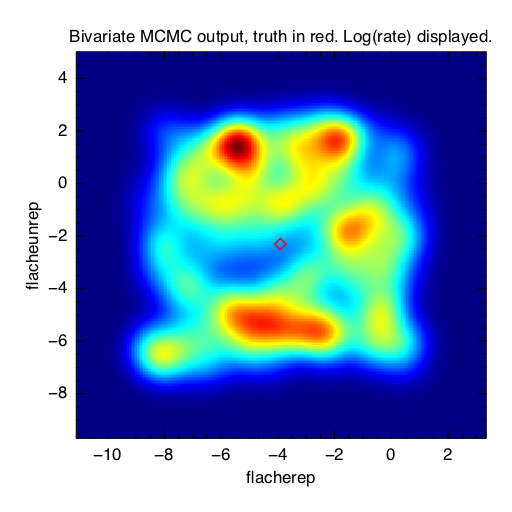 Bivariate MCMC output, truth in red. Log(rate) displayed.
4
2
0
−2
−4
−6
−8
flacheunrep
−10 −8 −6 −4 −2 0 2
flacherep